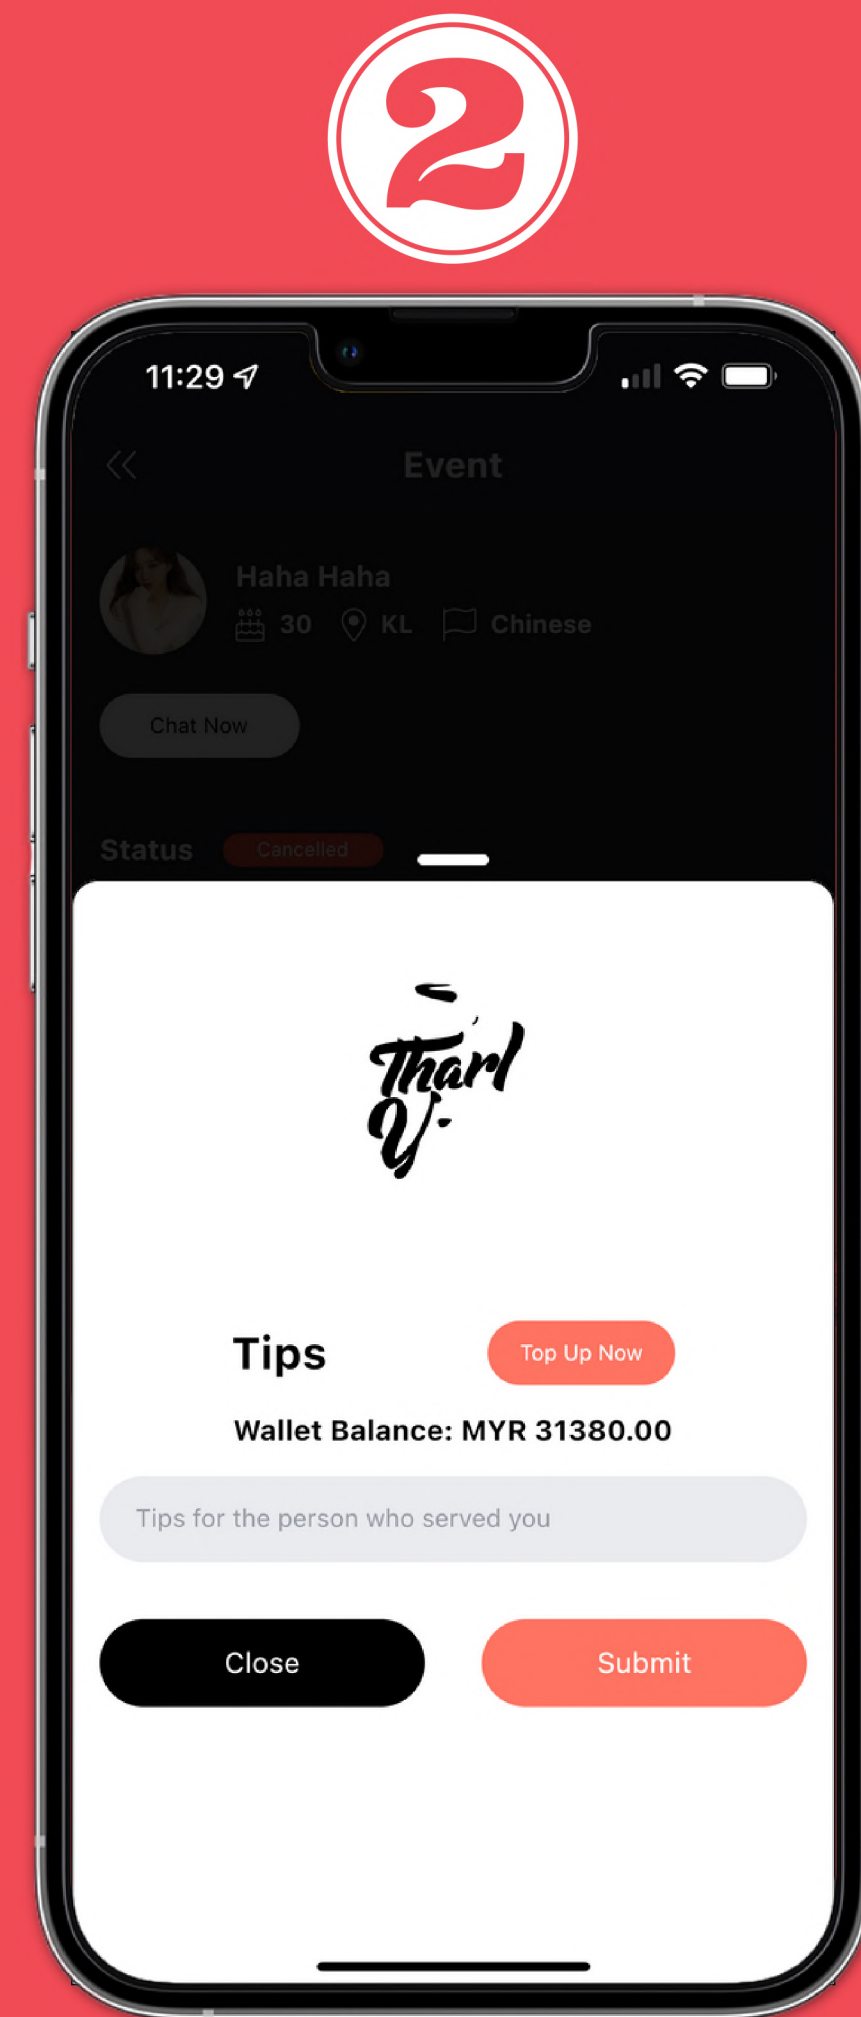 2
11:29
Event
Haha Haha
30 KL Chinese
Chat Now
Status Cancelled
Tharl
y.
Tips Top Up Now
Wallet Balance: MYR 31380.00
Tips for the person who served you
Close Submit